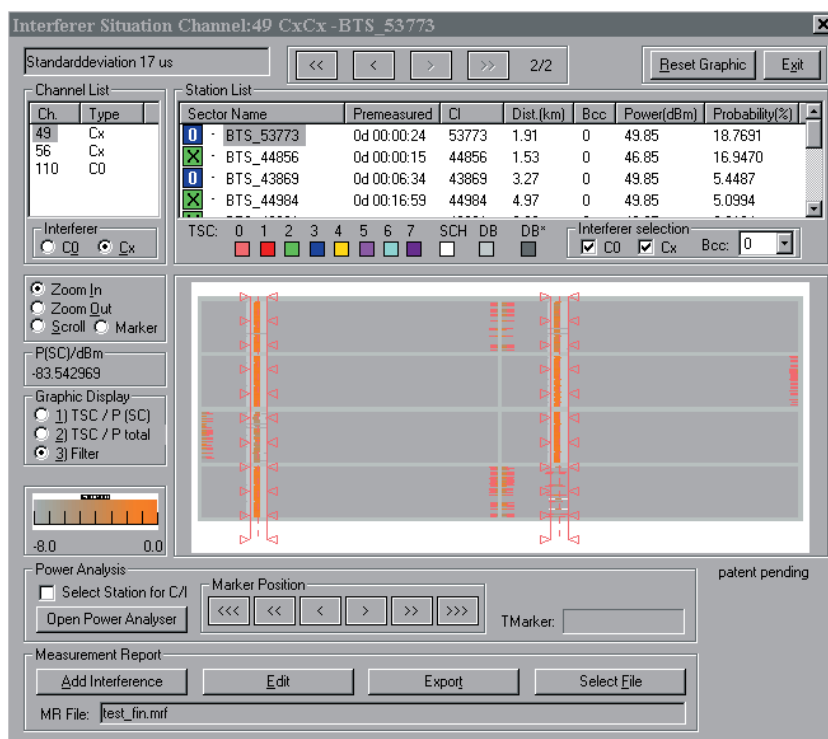 Interferer Situation Channel:49 CxCx -BTS_53773
Standarddeviation 17 us
<< < > >> 2/2
Reset Graphic Exit
Channel List
Ch. Type
49 Cx
56 Cx
110 C0
Interferer
C0 Cx
Station List
Sector Name Premeasured CI Dist.(km) Bcc Power(dBm) Probability(%)
0 - BTS_53773 0d 00:00:24 53773 1.91 0 49.85 18.7691
X - BTS_44856 0d 00:00:15 44856 1.53 0 46.85 16.9470
0 - BTS_43869 0d 00:06:34 43869 3.27 0 49.85 5.4487
X - BTS_44984 0d 00:16:59 44984 4.97 0 49.85 5.0994
TSC: 0 1 2 3 4 5 6 7 SCH DB DB*
Interferer selection
C0 Cx Bcc: 0
Zoom In
Zoom Out
Scroll Marker
P(SC)/dBm
-83.542969
Graphic Display
1) TSC / P (SC)
2) TSC / P total
3) Filter
-8.0 0.0
Power Analysis
Select Station for C/I
Open Power Analyser
Marker Position
<<< << < > >> >>>
TMarker:
patent pending
Measurement Report
Add Interference Edit Export Select File
MR File: test_fin.mrf